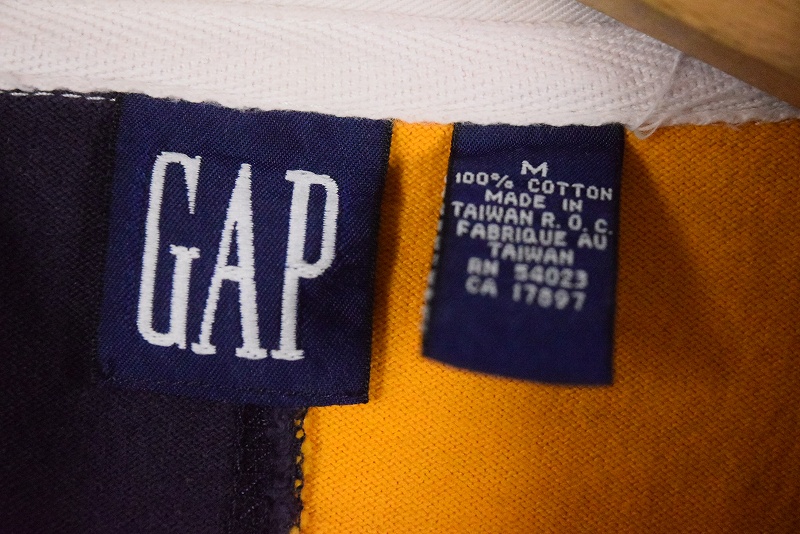 GAP
M
100% COTTON
MADE IN
TAIWAN R.O.C.
FABRIQUE AU
TAIWAN
RN 54023
CA 17897